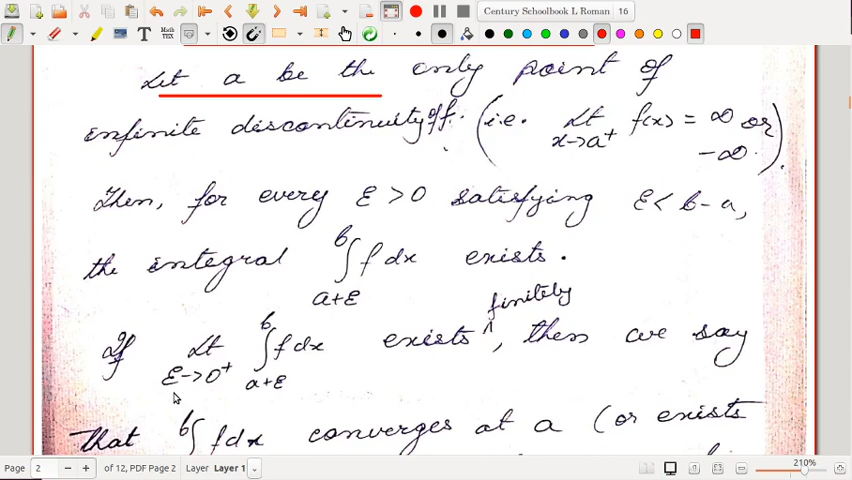 Century Schoolbook L Roman 16
T Math TEX
Let a be the only point of
infinite discontinuity of f. (i.e. Lt x->a+ f(x) = ∞ or
-∞.).
Then, for every ε > 0 satisfying ε < b-a,
the integral ∫_{a+ε}^{b} f dx exists.
finitely
If Lt ε->0+ ∫_{a+ε}^{b} f dx exists ^, then we say
that ∫^{b} f dx converges at a (or exists
Page 2 of 12, PDF Page 2 Layer Layer 1 210%